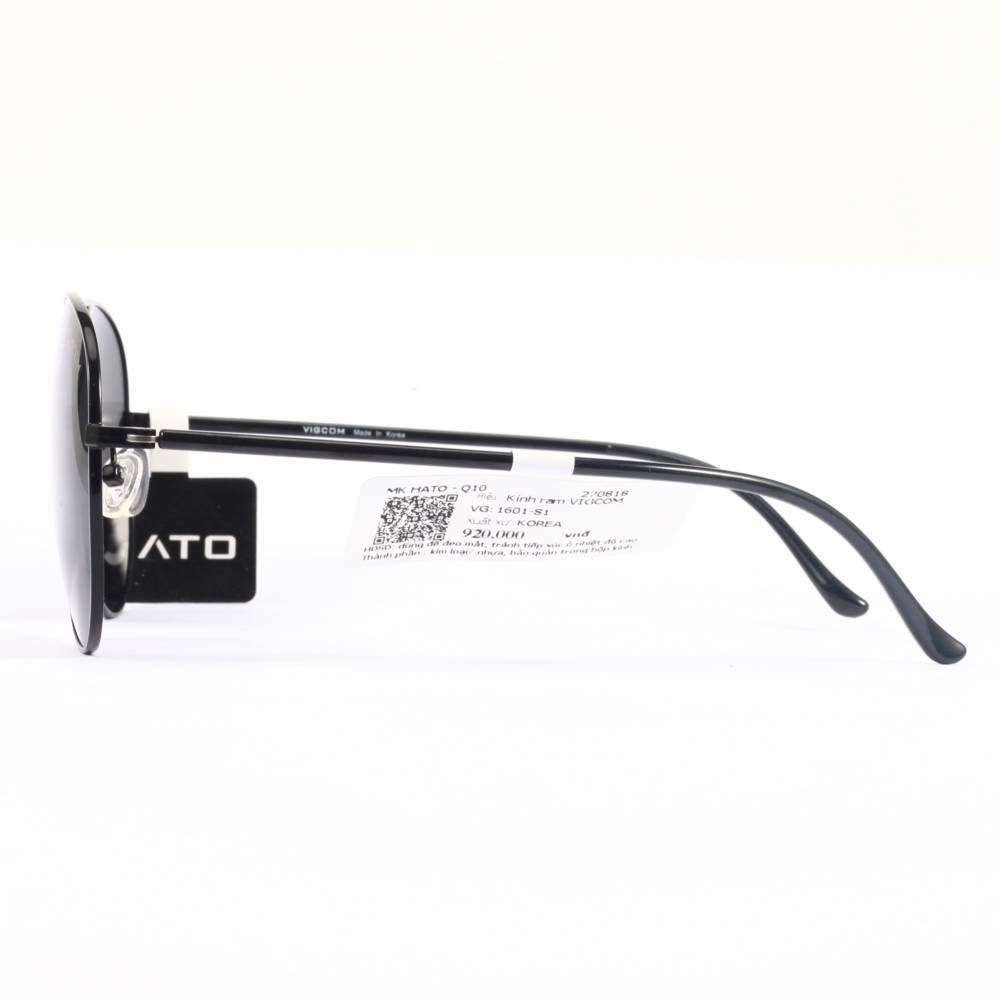 VIGCOM Made In Korea
ATO
MK HATO - Q10
Hiệu Kính râm VIGCOM 270818
VG: 1601-S1
Xuất xứ: KOREA
920.000 vnđ
HDSD: dùng để đeo mắt, tránh tiếp xúc ở nhiệt độ cao
Thành phần : kim loại/ nhựa, bảo quản trong hộp kính